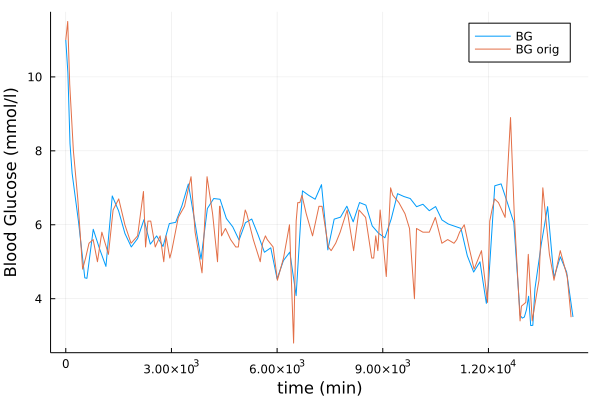 BG
BG orig
Blood Glucose (mmol/l)
10
8
6
4
0
3.00×10³
6.00×10³
9.00×10³
1.20×10⁴
time (min)